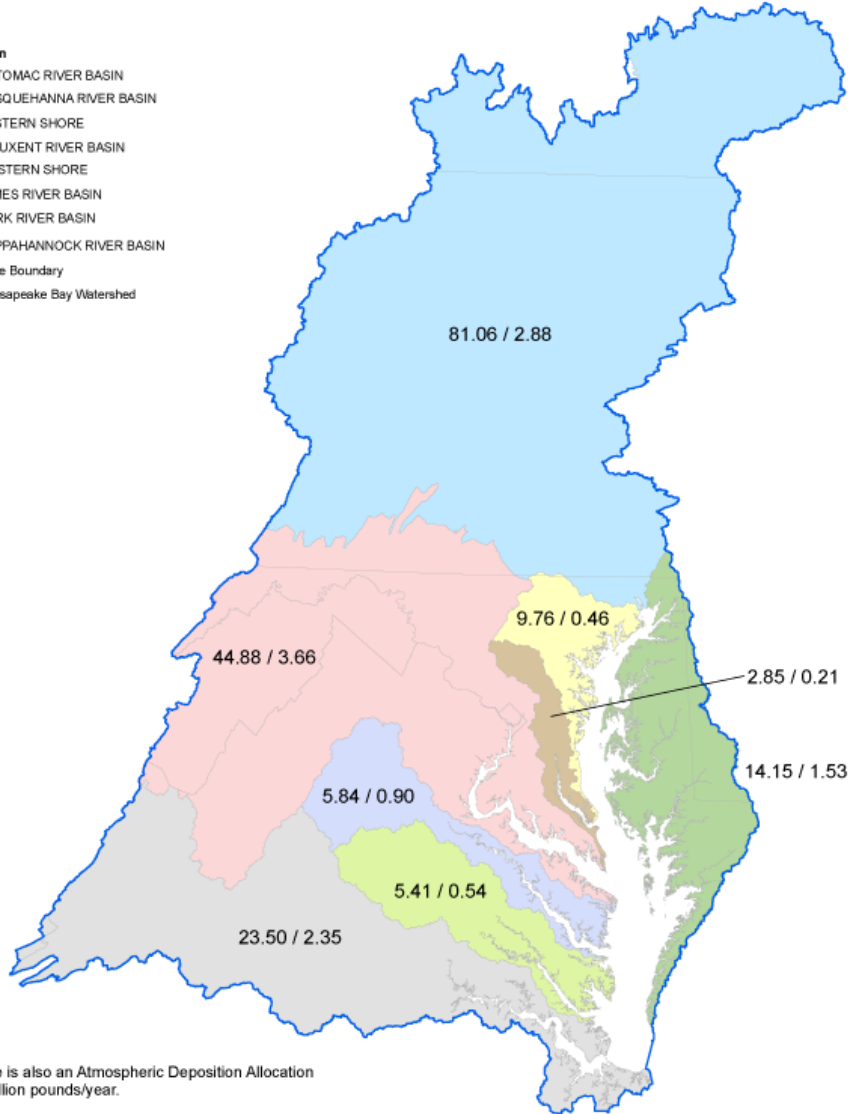 n
TOMAC RIVER BASIN
SQUEHANNA RIVER BASIN
STERN SHORE
UXENT RIVER BASIN
STERN SHORE
MES RIVER BASIN
RK RIVER BASIN
PPAHANNOCK RIVER BASIN
e Boundary
sapeake Bay Watershed
81.06 / 2.88
9.76 / 0.46
44.88 / 3.66
2.85 / 0.21
14.15 / 1.53
5.84 / 0.90
5.41 / 0.54
23.50 / 2.35
e is also an Atmospheric Deposition Allocation
llion pounds/year.